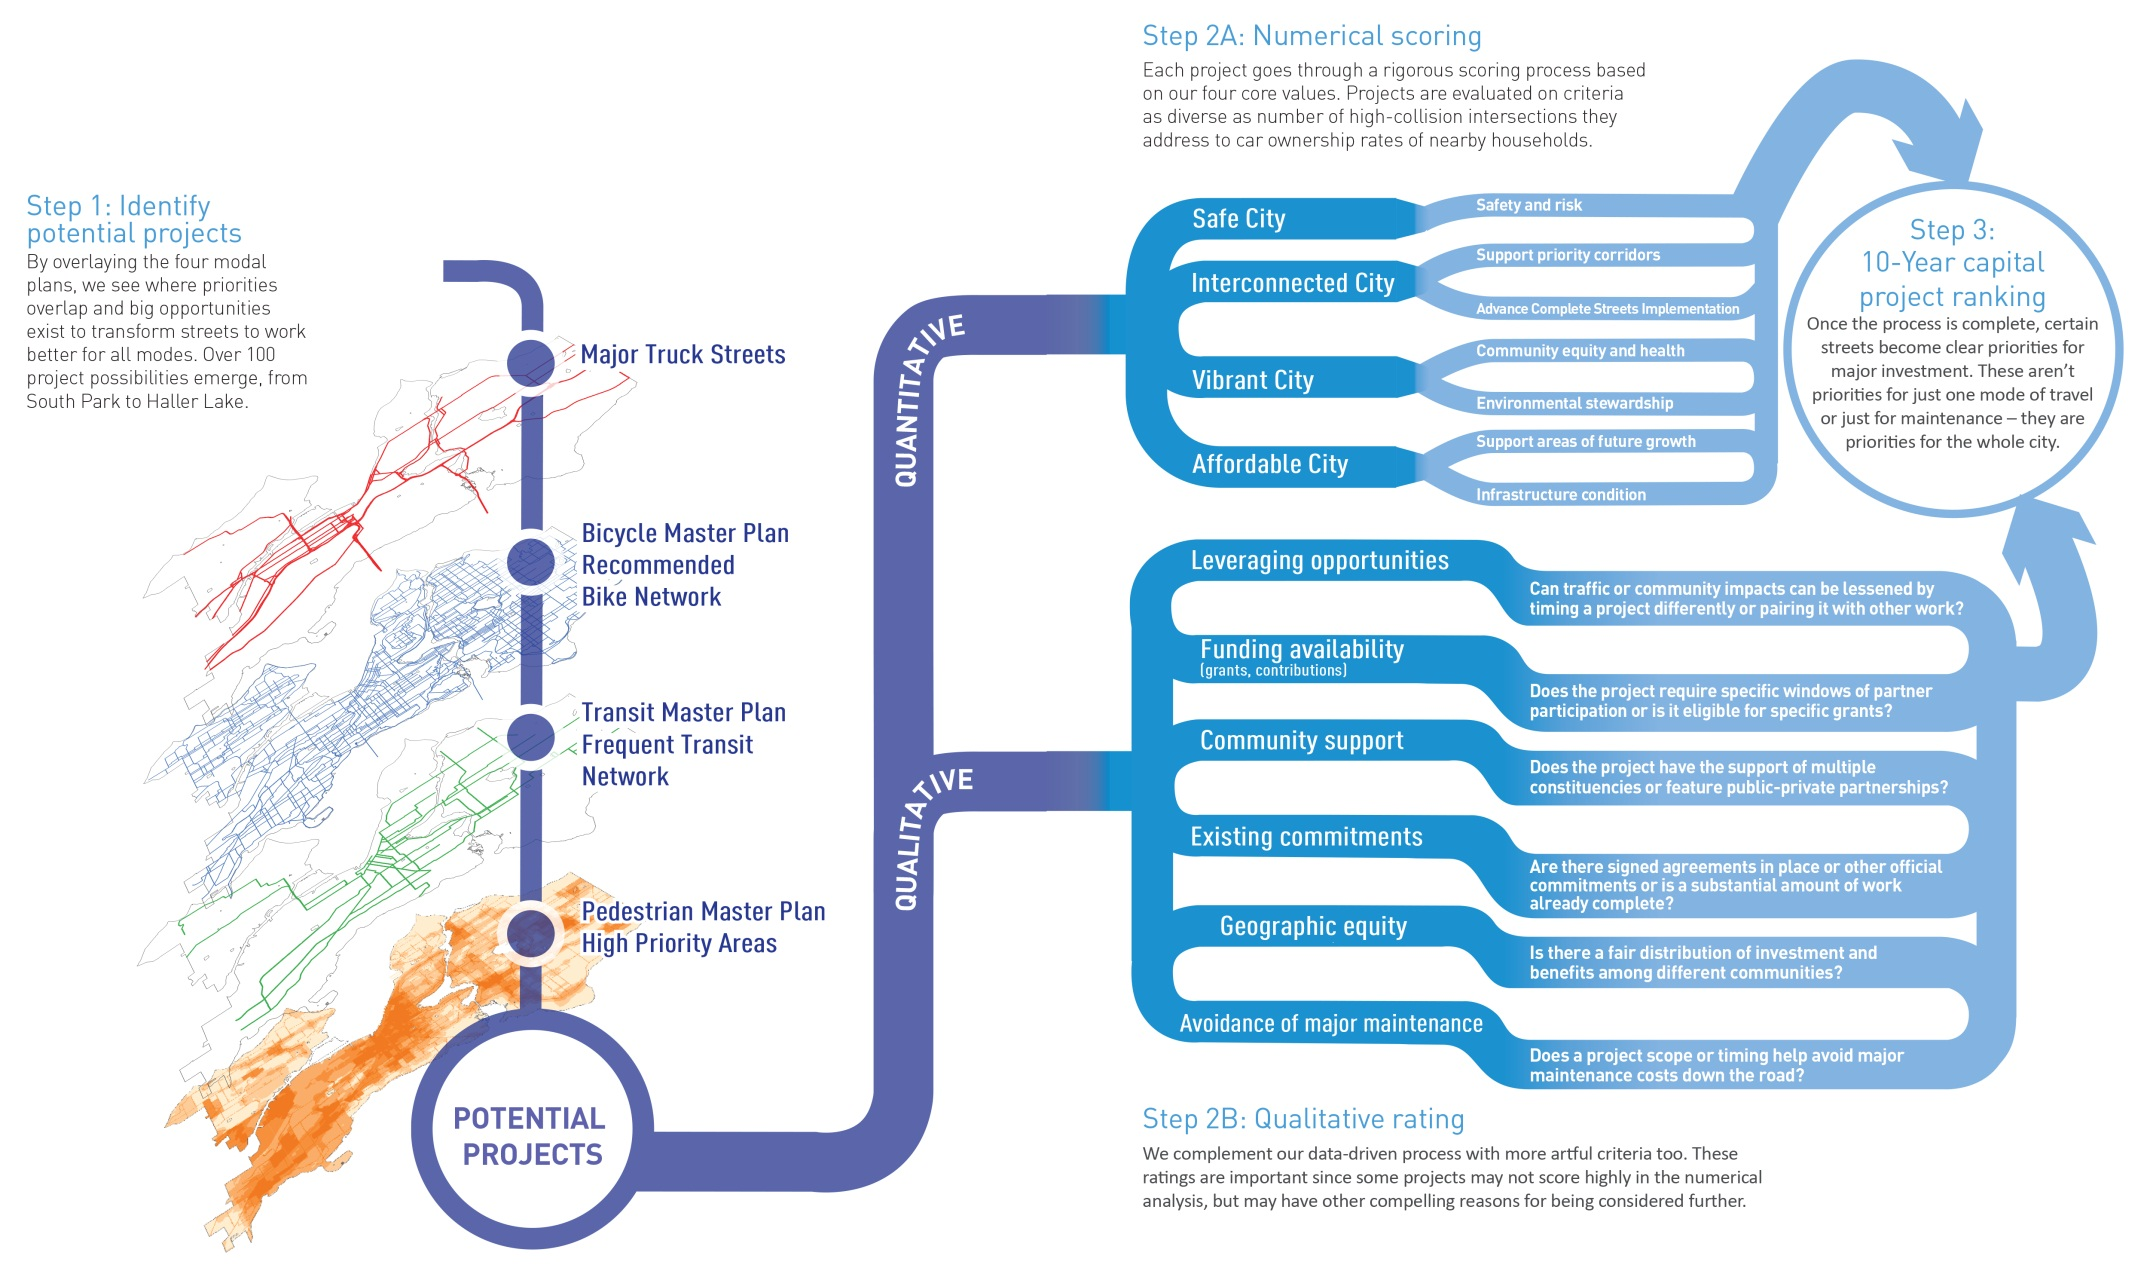 Step 1: Identify
potential projects
By overlaying the four modal
plans, we see where priorities
overlap and big opportunities
exist to transform streets to work
better for all modes. Over 100
project possibilities emerge, from
South Park to Haller Lake.
Major Truck Streets
Bicycle Master Plan
Recommended
Bike Network
Transit Master Plan
Frequent Transit
Network
Pedestrian Master Plan
High Priority Areas
POTENTIAL
PROJECTS
QUANTITATIVE
QUALITATIVE
Step 2A: Numerical scoring
Each project goes through a rigorous scoring process based
on our four core values. Projects are evaluated on criteria
as diverse as number of high-collision intersections they
address to car ownership rates of nearby households.
Safe City
Safety and risk
Interconnected City
Support priority corridors
Advance Complete Streets Implementation
Vibrant City
Community equity and health
Environmental stewardship
Affordable City
Support areas of future growth
Infrastructure condition
Leveraging opportunities
Can traffic or community impacts can be lessened by
timing a project differently or pairing it with other work?
Funding availability
(grants, contributions)
Does the project require specific windows of partner
participation or is it eligible for specific grants?
Community support
Does the project have the support of multiple
constituencies or feature public-private partnerships?
Existing commitments
Are there signed agreements in place or other official
commitments or is a substantial amount of work
already complete?
Geographic equity
Is there a fair distribution of investment and
benefits among different communities?
Avoidance of major maintenance
Does a project scope or timing help avoid major
maintenance costs down the road?
Step 2B: Qualitative rating
We complement our data-driven process with more artful criteria too. These
ratings are important since some projects may not score highly in the numerical
analysis, but may have other compelling reasons for being considered further.
Step 3:
10-Year capital
project ranking
Once the process is complete, certain
streets become clear priorities for
major investment. These aren't
priorities for just one mode of travel
or just for maintenance – they are
priorities for the whole city.